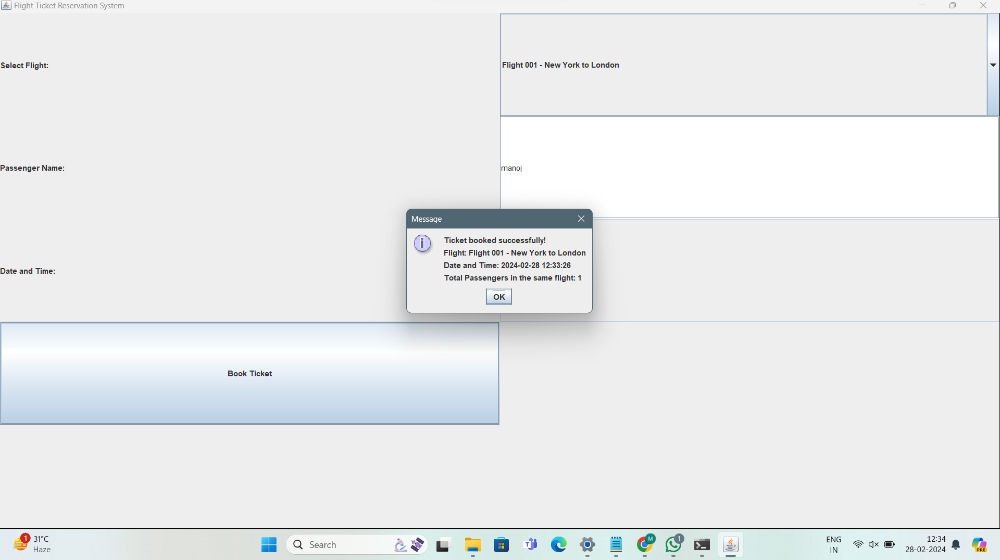 Flight Ticket Reservation System
Select Flight:
Flight 001 - New York to London
Passenger Name:
manoj
Message
Ticket booked successfully!
Flight: Flight 001 - New York to London
Date and Time: 2024-02-28 12:33:26
Total Passengers in the same flight: 1
OK
Date and Time:
Book Ticket
1
31°C
Haze
Search
T
M
1
ENG
IN
12:34
28-02-2024
PRE